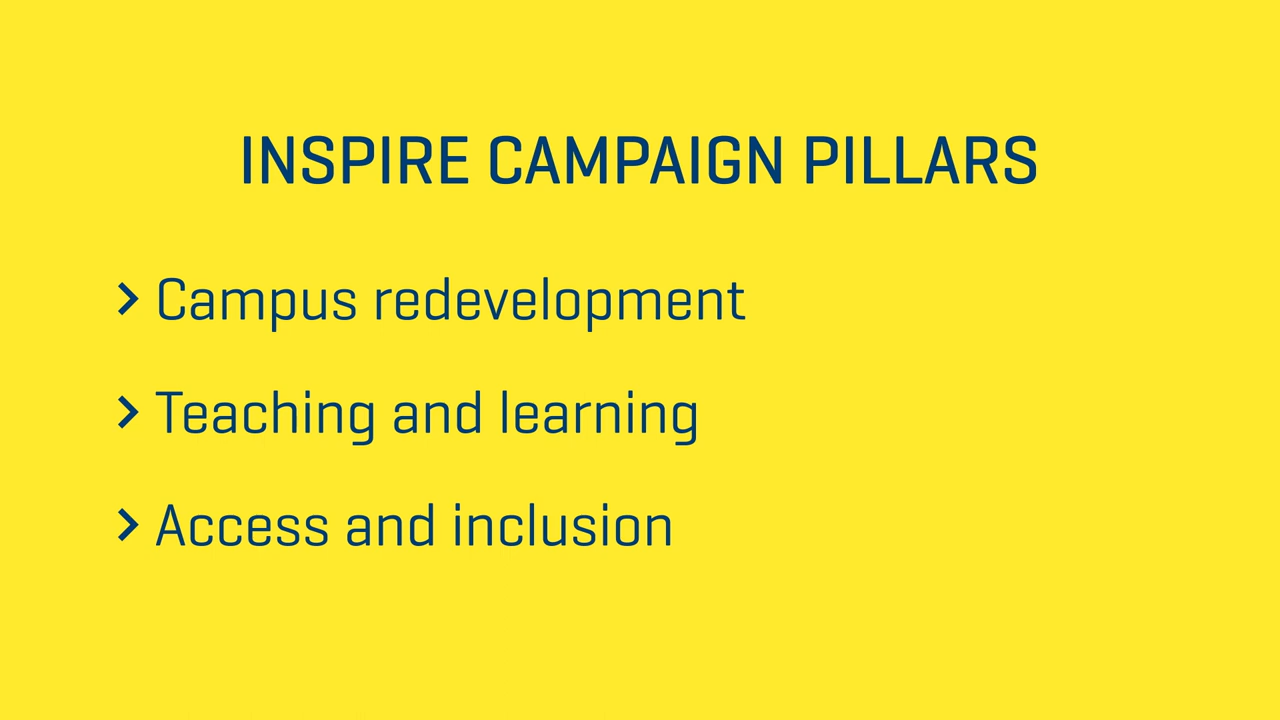 INSPIRE CAMPAIGN PILLARS
> Campus redevelopment
> Teaching and learning
> Access and inclusion